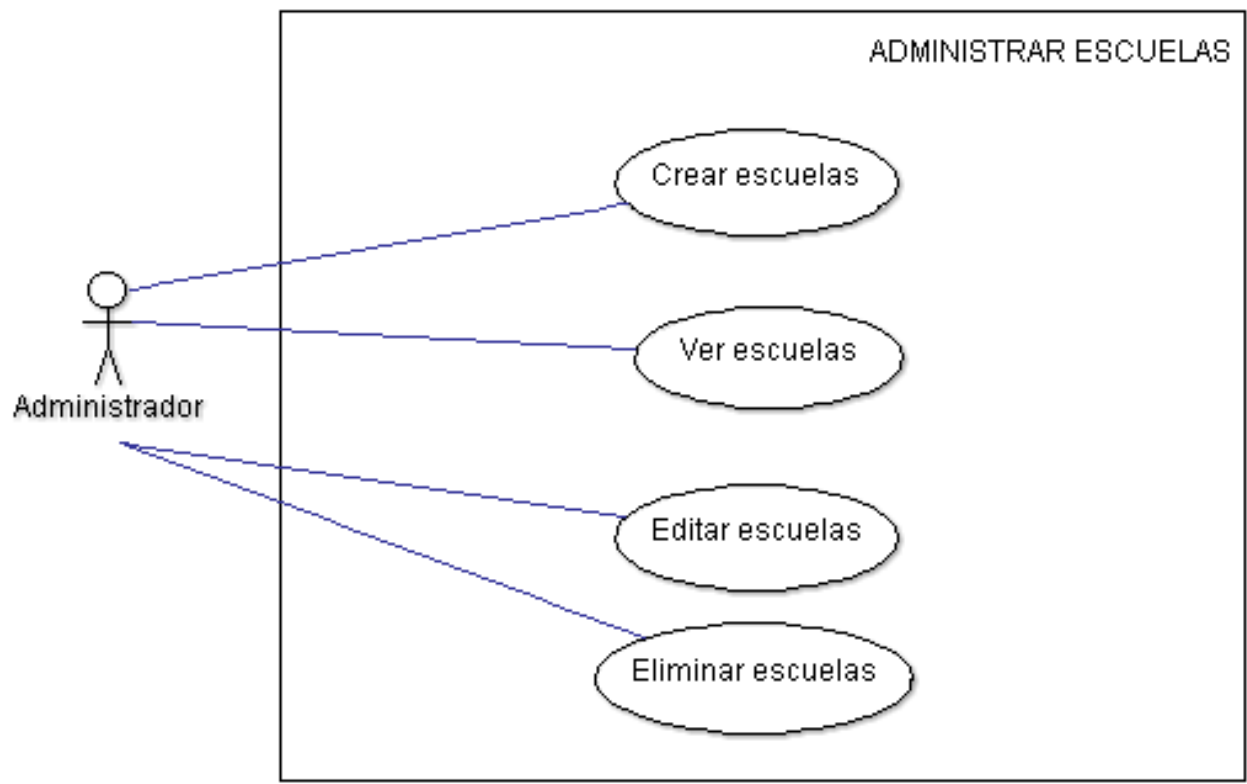 ADMINISTRAR ESCUELAS
Crear escuelas
Ver escuelas
Administrador
Editar escuelas
Eliminar escuelas